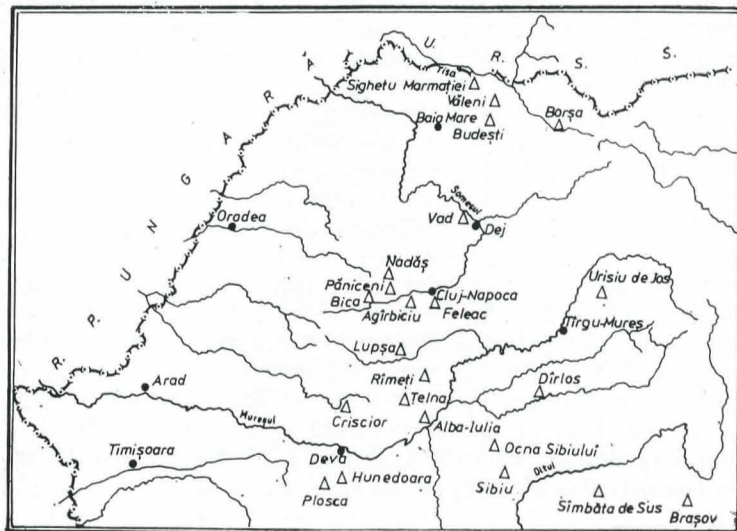 U. R. S. S.
Tisa
Sighetu Marmației
Văleni
Baia Mare
Borșa
Budești
R. P. UNGARĂ
Someșul
Oradea
Vad
Dej
Nadăș
Păniceni
Urisiu de Jos
Bica
Cluj-Napoca
Agîrbiciu
Feleac
Tîrgu-Mureș
Lupșa
Rîmeți
Arad
Dîrlos
Telna
Criscior
Mureșul
Alba-Iulia
Ocna Sibiului
Timișoara
Deva
Oltul
Hunedoara
Sibiu
Plosca
Sîmbăta de Sus
Brașov